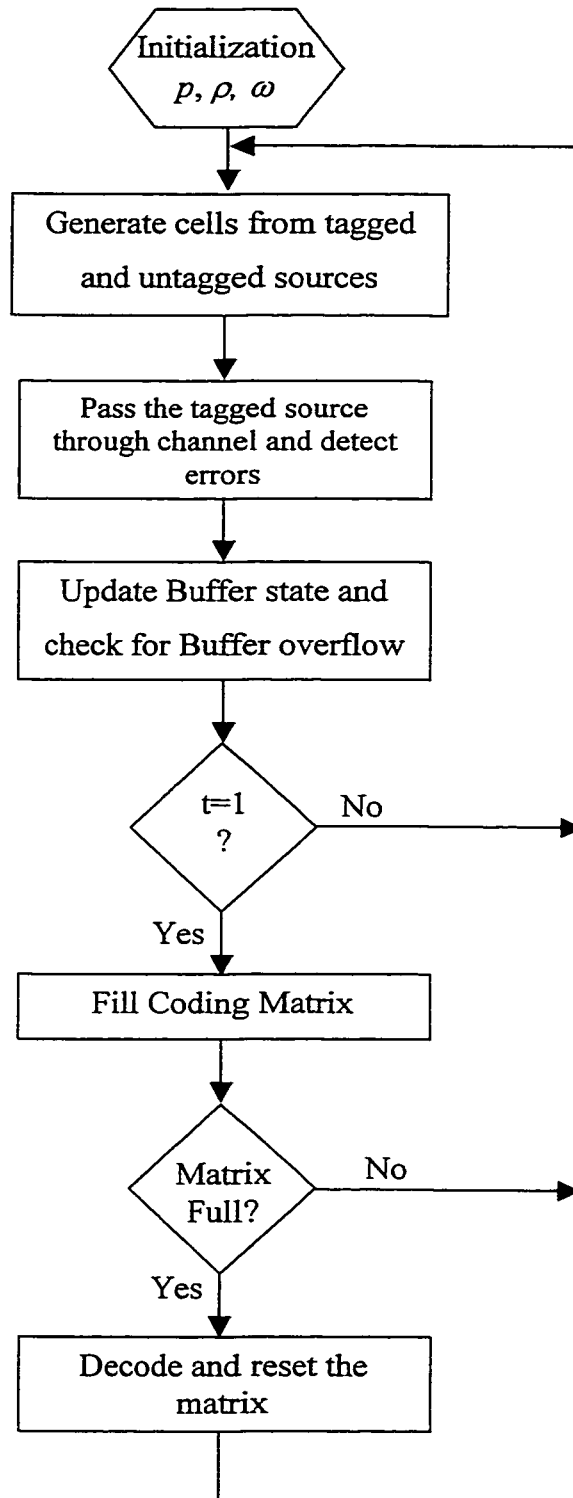 Initialization
p, ρ, ω
Generate cells from tagged
and untagged sources
Pass the tagged source
through channel and detect
errors
Update Buffer state and
check for Buffer overflow
t=1
?
No
Yes
Fill Coding Matrix
Matrix
Full?
No
Yes
Decode and reset the
matrix